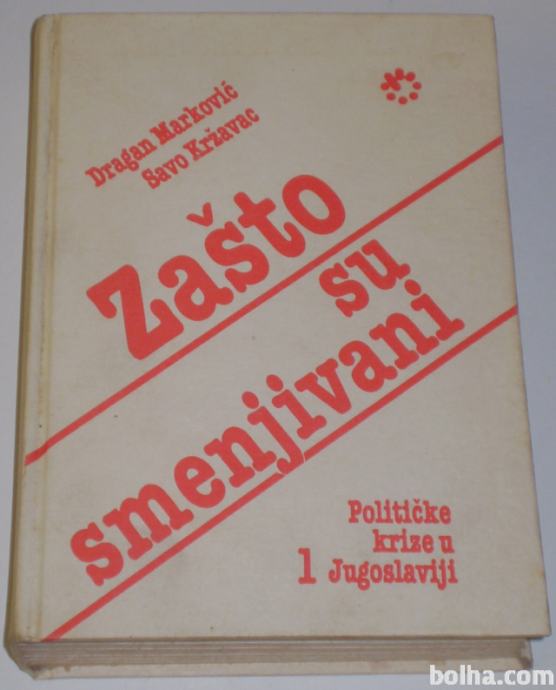 Dragan Marković
Savo Kržavac
Zašto
su
smenjivani
Političke
krize u
1 Jugoslaviji
bolha.com